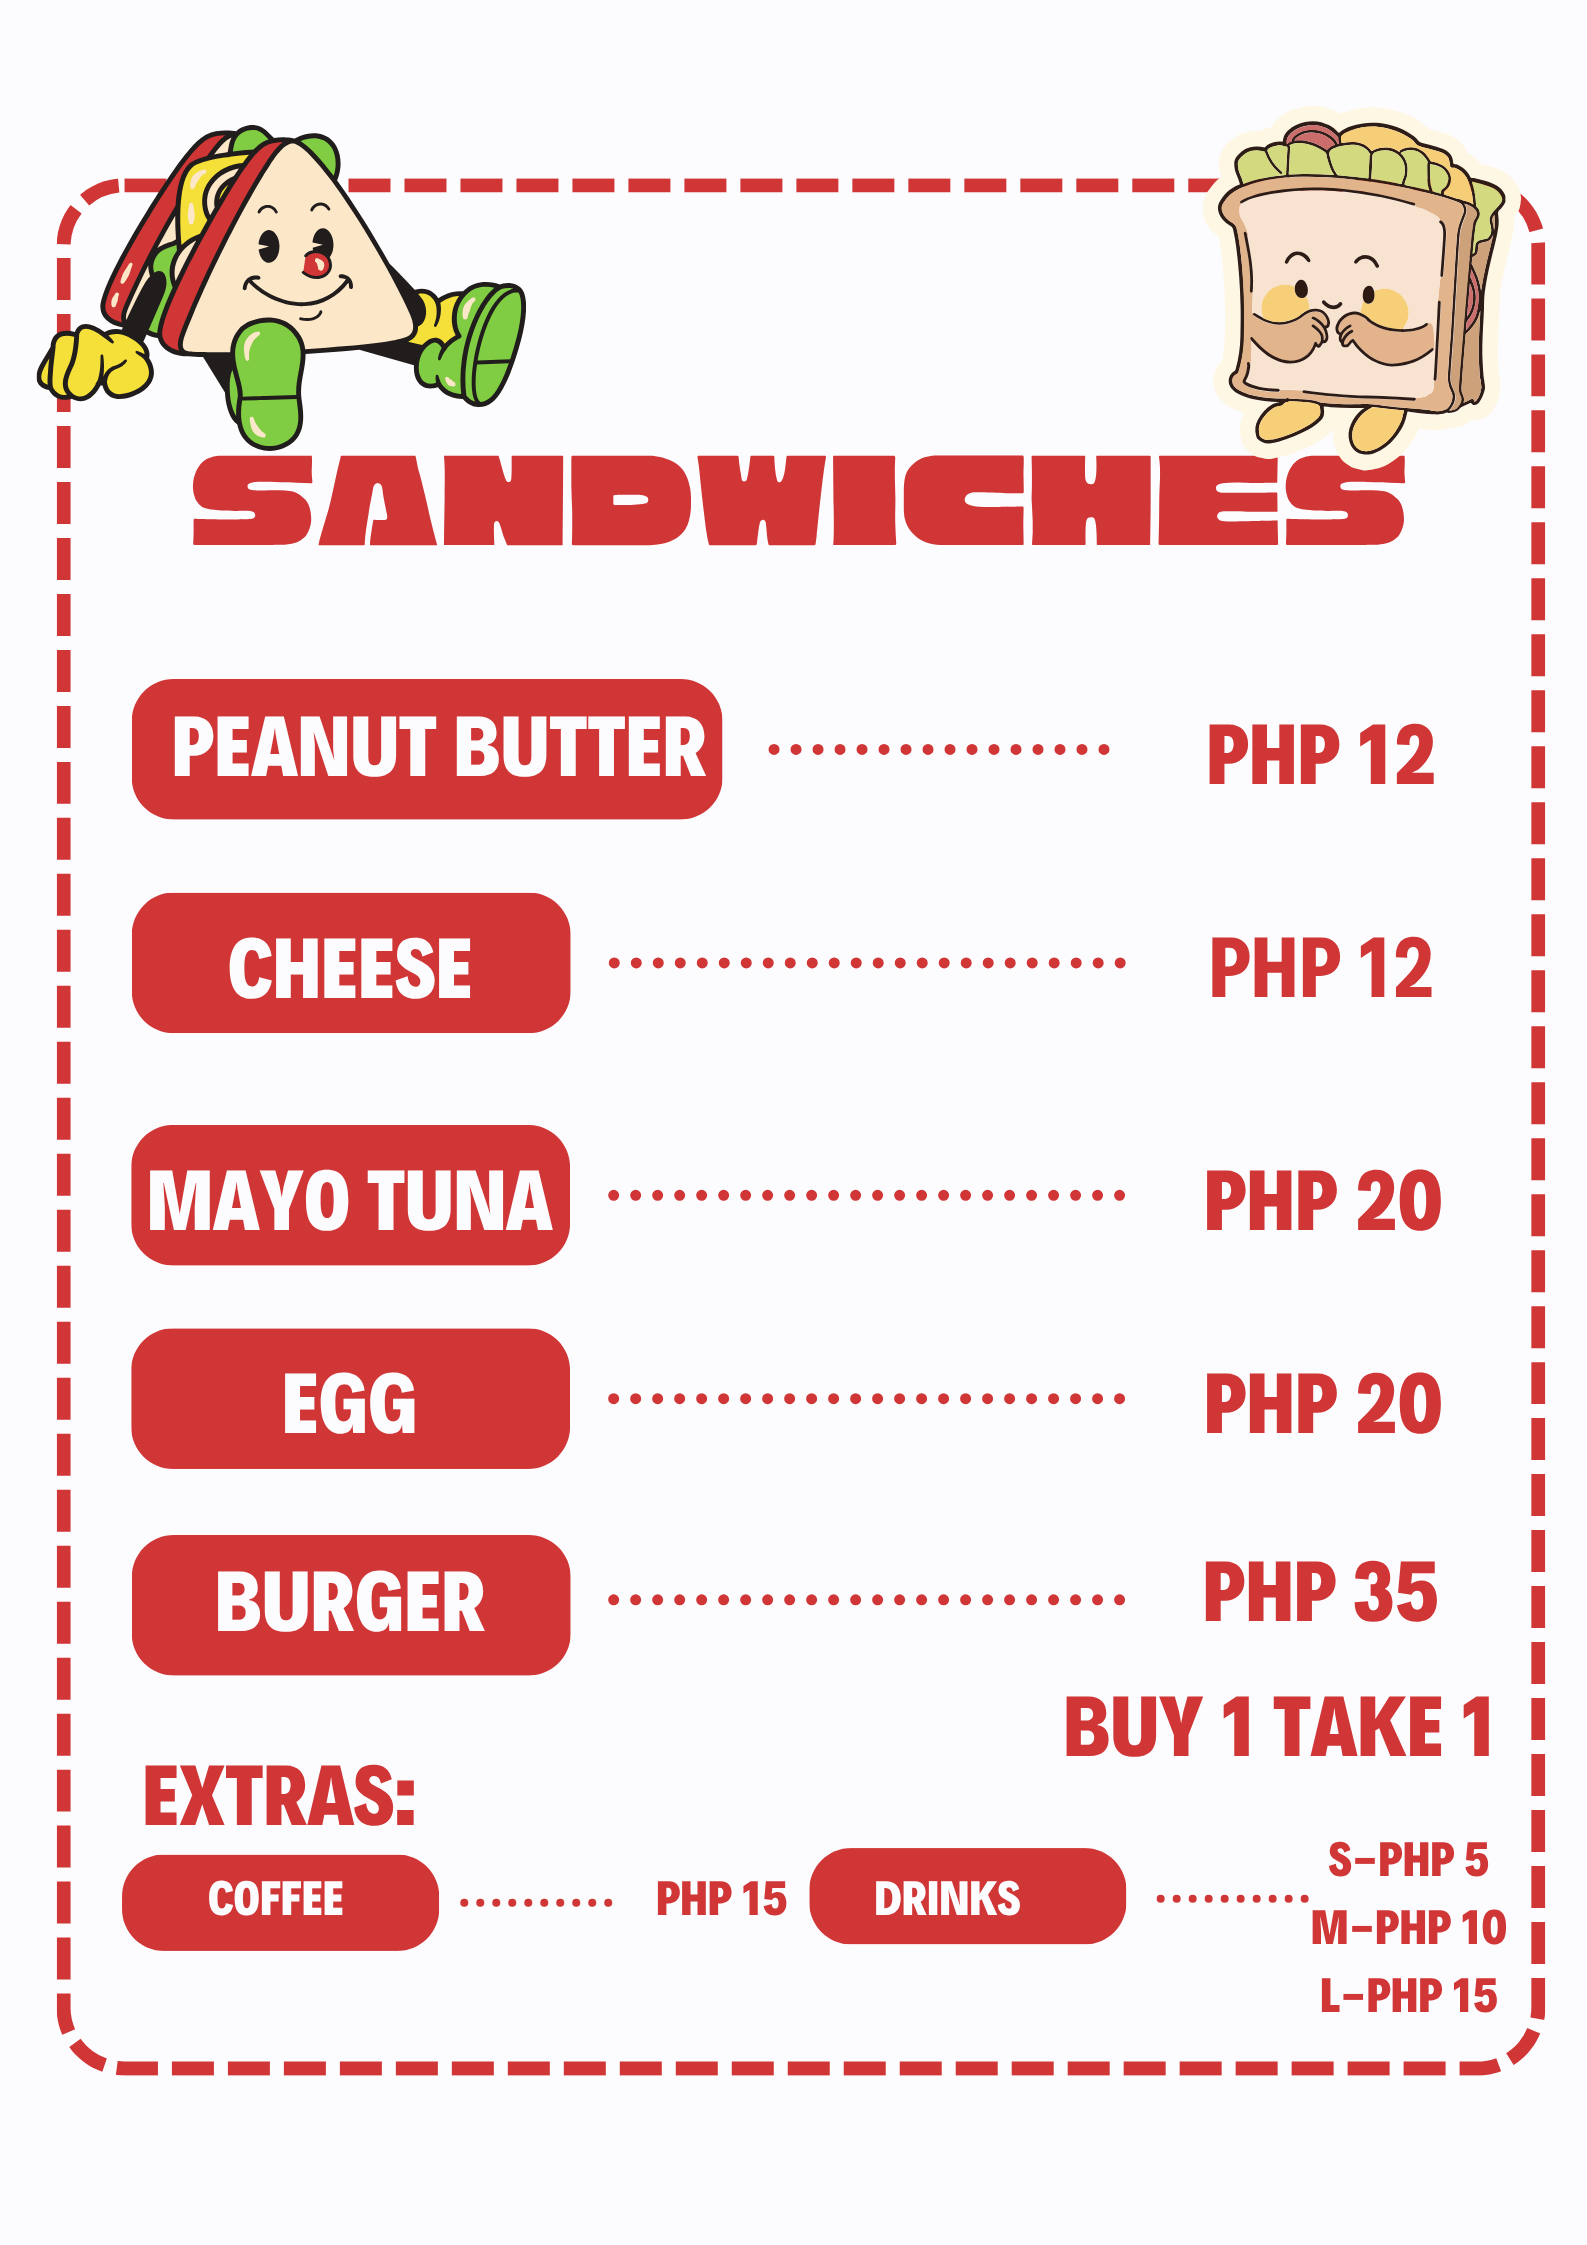 SANDWICHES
PEANUT BUTTER PHP 12
CHEESE PHP 12
MAYO TUNA PHP 20
EGG PHP 20
BURGER PHP 35
BUY 1 TAKE 1
EXTRAS:
COFFEE PHP 15
DRINKS S-PHP 5
M-PHP 10
L-PHP 15